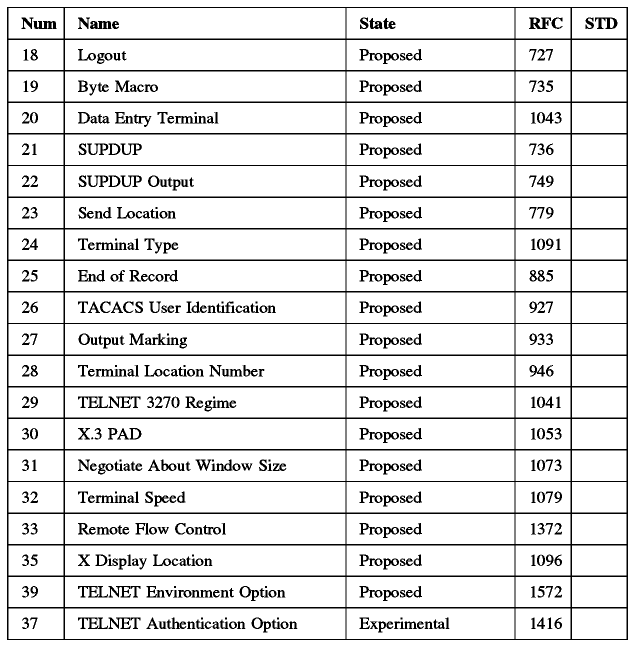 Num Name State RFC STD
18 Logout Proposed 727
19 Byte Macro Proposed 735
20 Data Entry Terminal Proposed 1043
21 SUPDUP Proposed 736
22 SUPDUP Output Proposed 749
23 Send Location Proposed 779
24 Terminal Type Proposed 1091
25 End of Record Proposed 885
26 TACACS User Identification Proposed 927
27 Output Marking Proposed 933
28 Terminal Location Number Proposed 946
29 TELNET 3270 Regime Proposed 1041
30 X.3 PAD Proposed 1053
31 Negotiate About Window Size Proposed 1073
32 Terminal Speed Proposed 1079
33 Remote Flow Control Proposed 1372
35 X Display Location Proposed 1096
39 TELNET Environment Option Proposed 1572
37 TELNET Authentication Option Experimental 1416